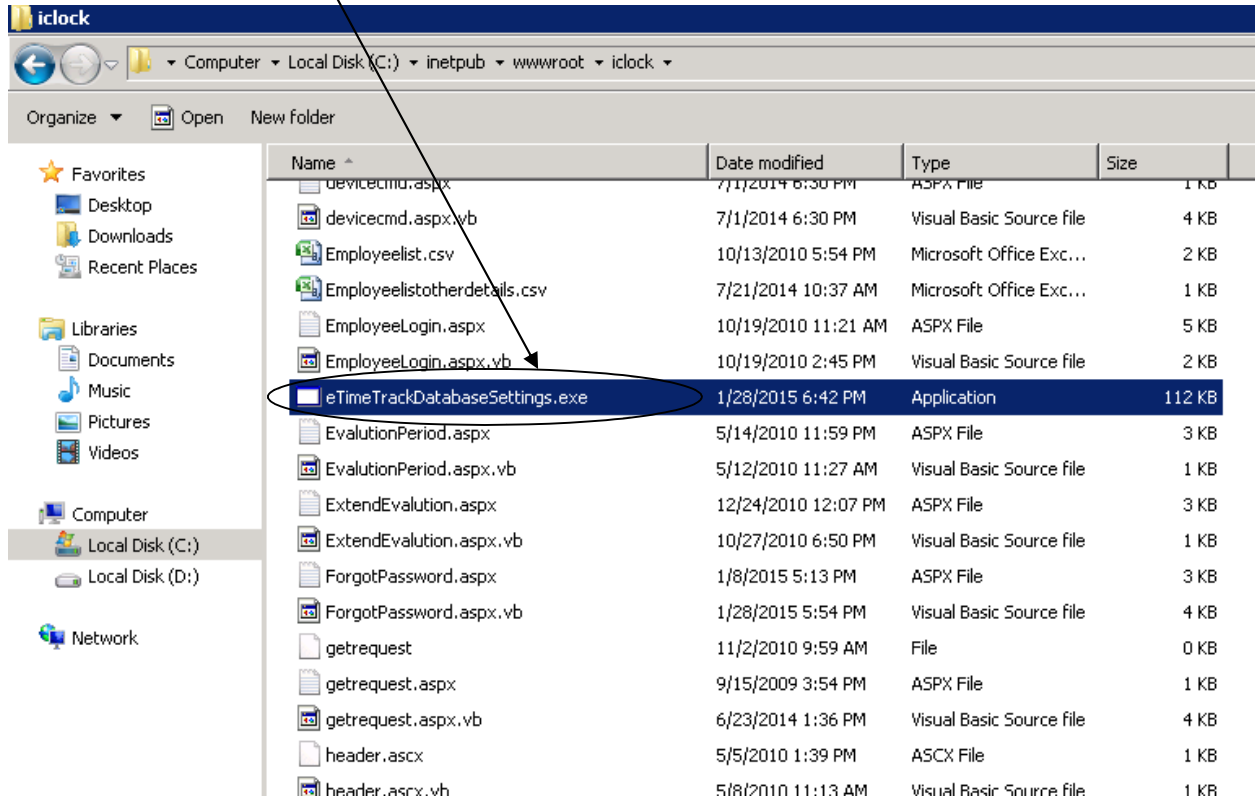 iclock
Computer Local Disk (C:) inetpub wwwroot iclock
Organize Open New folder
Favorites
Desktop
Downloads
Recent Places
Libraries
Documents
Music
Pictures
Videos
Computer
Local Disk (C:)
Local Disk (D:)
Network
Name Date modified Type Size
devicecmd.aspx 7/1/2014 6:30 PM ASPX File 1 KB
devicecmd.aspx.vb 7/1/2014 6:30 PM Visual Basic Source file 4 KB
Employeelist.csv 10/13/2010 5:54 PM Microsoft Office Exc... 2 KB
Employeelistotherdetails.csv 7/21/2014 10:37 AM Microsoft Office Exc... 1 KB
EmployeeLogin.aspx 10/19/2010 11:21 AM ASPX File 5 KB
EmployeeLogin.aspx.vb 10/19/2010 2:45 PM Visual Basic Source file 2 KB
eTimeTrackDatabaseSettings.exe 1/28/2015 6:42 PM Application 112 KB
EvalutionPeriod.aspx 5/14/2010 11:59 PM ASPX File 3 KB
EvalutionPeriod.aspx.vb 5/12/2010 11:27 AM Visual Basic Source file 1 KB
ExtendEvalution.aspx 12/24/2010 12:07 PM ASPX File 3 KB
ExtendEvalution.aspx.vb 10/27/2010 6:50 PM Visual Basic Source file 1 KB
ForgotPassword.aspx 1/8/2015 5:13 PM ASPX File 3 KB
ForgotPassword.aspx.vb 1/28/2015 5:54 PM Visual Basic Source file 4 KB
getrequest 11/2/2010 9:59 AM File 0 KB
getrequest.aspx 9/15/2009 3:54 PM ASPX File 1 KB
getrequest.aspx.vb 6/23/2014 1:36 PM Visual Basic Source file 4 KB
header.ascx 5/5/2010 1:39 PM ASCX File 1 KB
header.ascx.vb 5/8/2010 11:13 AM Visual Basic Source file 1 KB